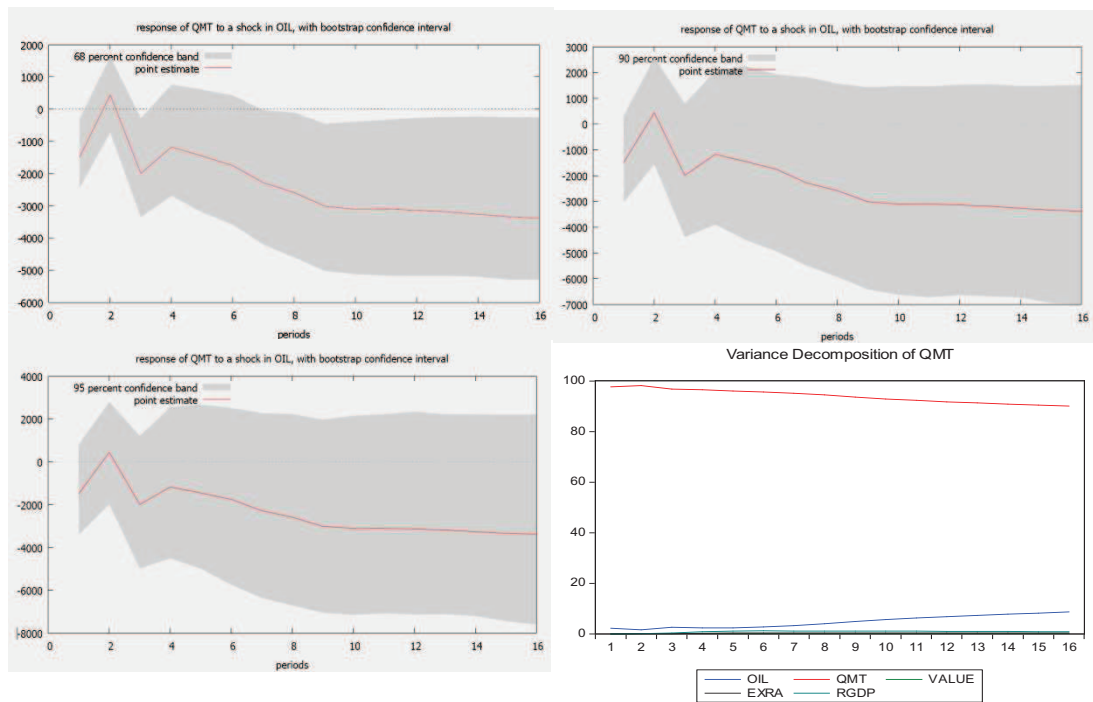 response of QMT to a shock in OIL, with bootstrap confidence interval
2000
1000
0
-1000
-2000
-3000
-4000
-5000
-6000
68 percent confidence band
point estimate
0 2 4 6 8 10 12 14 16
periods
response of QMT to a shock in OIL, with bootstrap confidence interval
3000
2000
1000
0
-1000
-2000
-3000
-4000
-5000
-6000
-7000
90 percent confidence band
point estimate
0 2 4 6 8 10 12 14 16
periods
response of QMT to a shock in OIL, with bootstrap confidence interval
4000
2000
0
-2000
-4000
-6000
-8000
95 percent confidence band
point estimate
0 2 4 6 8 10 12 14 16
periods
Variance Decomposition of QMT
100
80
60
40
20
0
1 2 3 4 5 6 7 8 9 10 11 12 13 14 15 16
OIL QMT VALUE
EXRA RGDP